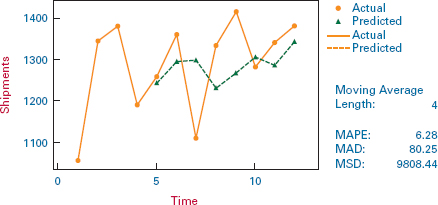 Shipments
1400
1300
1200
1100
0
5
10
Time
Actual
Predicted
Actual
Predicted
Moving Average
Length: 4
MAPE: 6.28
MAD: 80.25
MSD: 9808.44